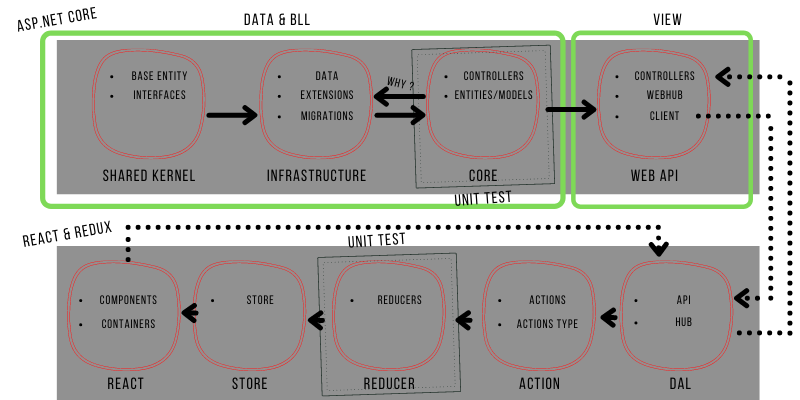 ASP.NET CORE
DATA & BLL
VIEW
BASE ENTITY
INTERFACES
SHARED KERNEL
DATA
EXTENSIONS
MIGRATIONS
INFRASTRUCTURE
WHY ?
CONTROLLERS
ENTITIES/MODELS
CORE
UNIT TEST
CONTROLLERS
WEBHUB
CLIENT
WEB API
REACT & REDUX
UNIT TEST
COMPONENTS
CONTAINERS
REACT
STORE
STORE
REDUCERS
REDUCER
ACTIONS
ACTIONS TYPE
ACTION
API
HUB
DAL